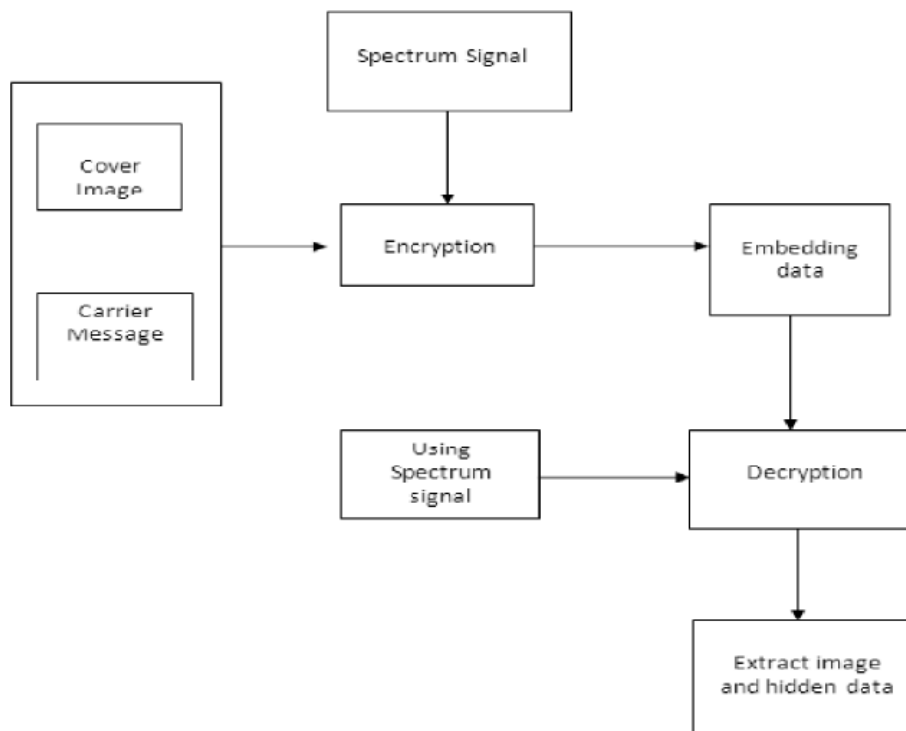 Spectrum Signal
Cover
Image
Encryption
Embedding
data
Carrier
Message
Using
Spectrum
signal
Decryption
Extract image
and hidden data